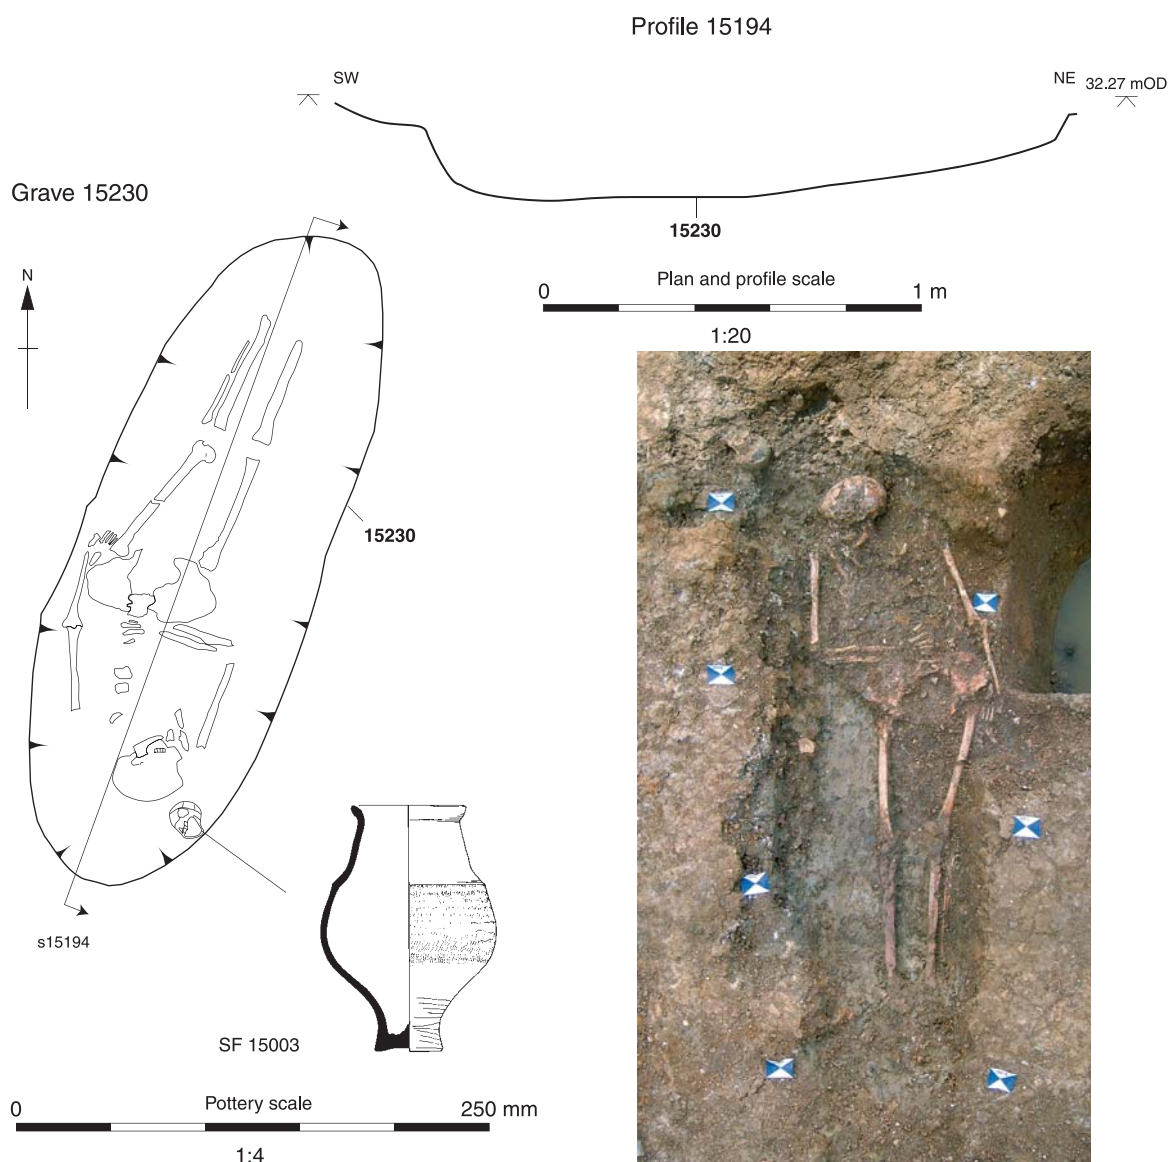 Profile 15194
SW
NE 32.27 mOD
Grave 15230
15230
N
0 Plan and profile scale 1 m
1:20
15230
s15194
SF 15003
0 Pottery scale 250 mm
1:4